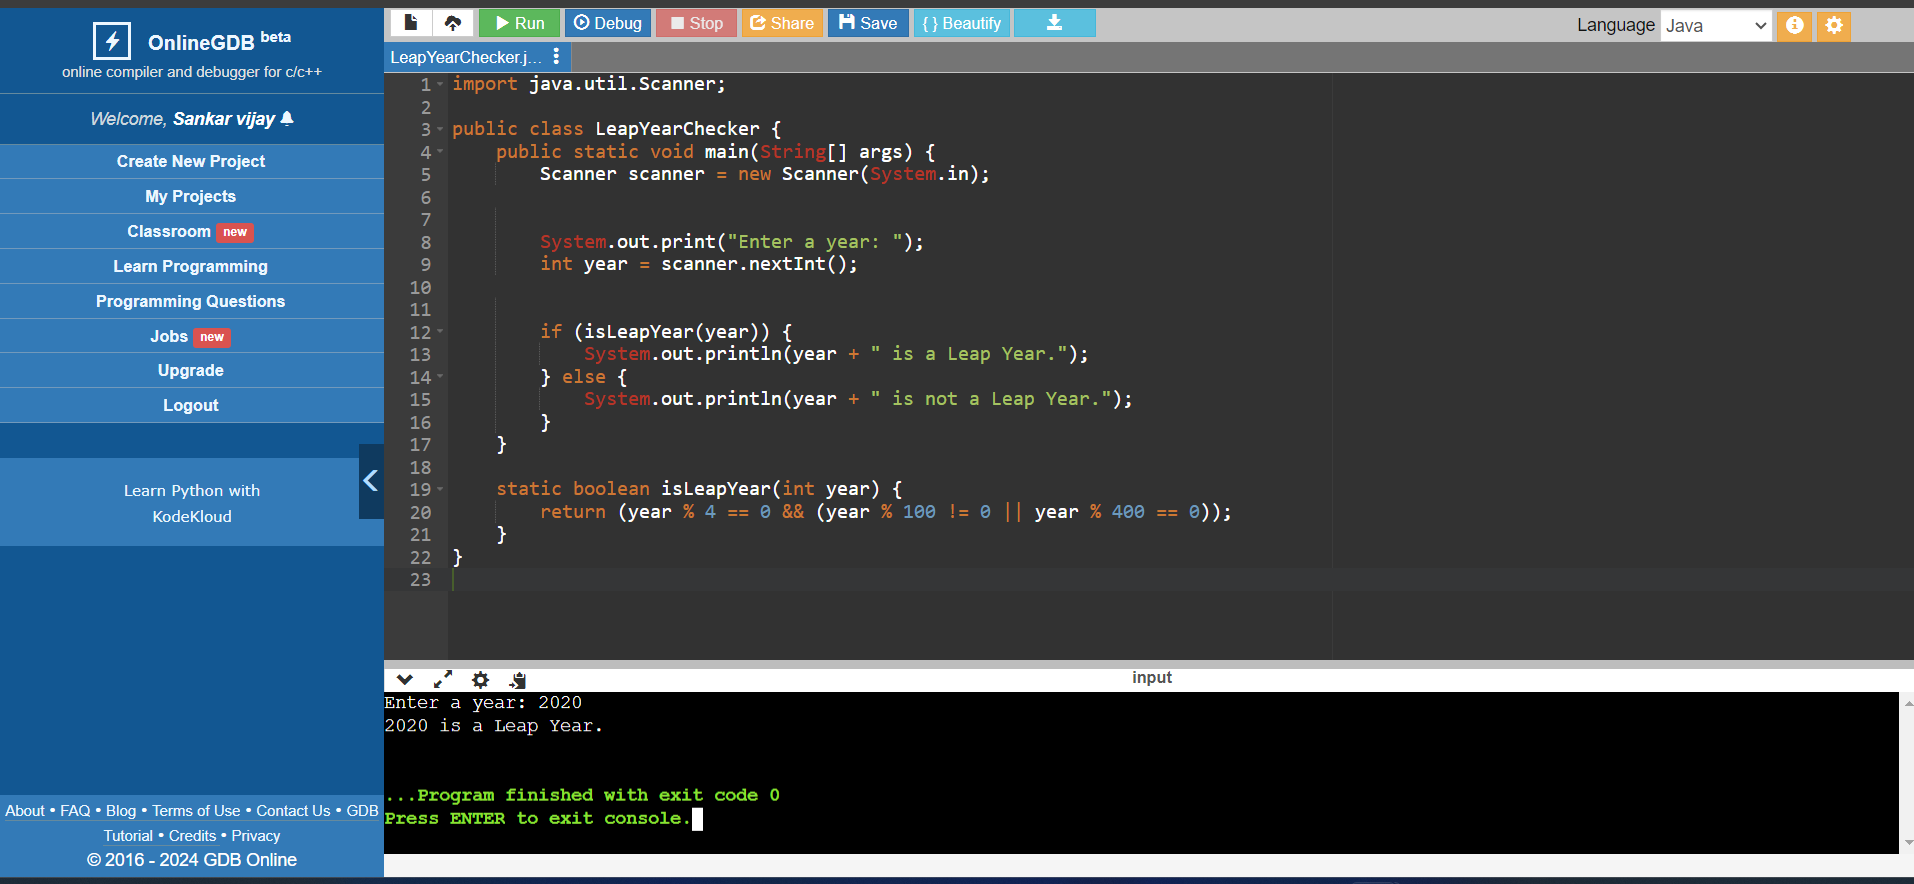 OnlineGDB beta
online compiler and debugger for c/c++
Welcome, Sankar vijay
Create New Project
My Projects
Classroom new
Learn Programming
Programming Questions
Jobs new
Upgrade
Logout
Learn Python with
KodeKloud
About • FAQ • Blog • Terms of Use • Contact Us • GDB
Tutorial • Credits • Privacy
© 2016 - 2024 GDB Online
Run Debug Stop Share Save { } Beautify
Language Java
LeapYearChecker.j...
1 import java.util.Scanner;
2
3 public class LeapYearChecker {
4     public static void main(String[] args) {
5         Scanner scanner = new Scanner(System.in);
6
7
8         System.out.print("Enter a year: ");
9         int year = scanner.nextInt();
10
11
12         if (isLeapYear(year)) {
13             System.out.println(year + " is a Leap Year.");
14         } else {
15             System.out.println(year + " is not a Leap Year.");
16         }
17     }
18
19     static boolean isLeapYear(int year) {
20         return (year % 4 == 0 && (year % 100 != 0 || year % 400 == 0));
21     }
22 }
23
input
Enter a year: 2020
2020 is a Leap Year.
...Program finished with exit code 0
Press ENTER to exit console.